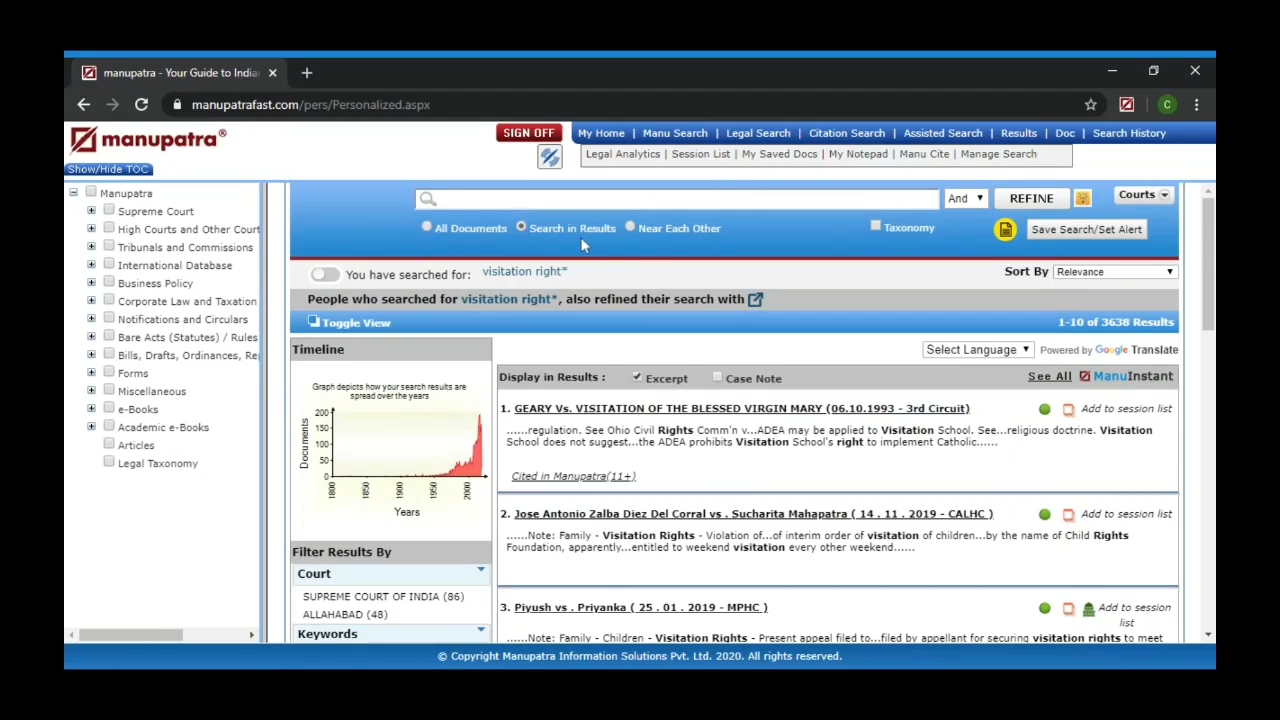 manupatra - Your Guide to India
manupatrafast.com/pers/Personalized.aspx
C
manupatra®
SIGN OFF
My Home | Manu Search | Legal Search | Citation Search | Assisted Search | Results | Doc | Search History
Legal Analytics | Session List | My Saved Docs | My Notepad | Manu Cite | Manage Search
Show/Hide TOC
Manupatra
Supreme Court
High Courts and Other Court
Tribunals and Commissions
International Database
Business Policy
Corporate Law and Taxation
Notifications and Circulars
Bare Acts (Statutes) / Rules
Bills, Drafts, Ordinances, Re
Forms
Miscellaneous
e-Books
Academic e-Books
Articles
Legal Taxonomy
And
REFINE
Courts
All Documents
Search in Results
Near Each Other
Taxonomy
Save Search/Set Alert
You have searched for: visitation right*
Sort By Relevance
People who searched for visitation right*, also refined their search with
Toggle View
1-10 of 3638 Results
Timeline
Graph depicts how your search results are
spread over the years
Documents
200
150
100
50
0
1800
1850
1900
1950
2000
Years
Filter Results By
Court
SUPREME COURT OF INDIA (86)
ALLAHABAD (48)
Keywords
Select Language
Powered by Google Translate
Display in Results : Excerpt Case Note
See All ManuInstant
1. GEARY Vs. VISITATION OF THE BLESSED VIRGIN MARY (06.10.1993 - 3rd Circuit)
Add to session list
......regulation. See Ohio Civil Rights Comm'n v...ADEA may be applied to Visitation School. See...religious doctrine. Visitation
School does not suggest...the ADEA prohibits Visitation School's right to implement Catholic......
Cited in Manupatra(11+)
2. Jose Antonio Zalba Diez Del Corral vs . Sucharita Mahapatra ( 14 . 11 . 2019 - CALHC )
Add to session list
......Note: Family - Visitation Rights - Violation of...of interim order of visitation of children...by the name of Child Rights
Foundation, apparently...entitled to weekend visitation every other weekend......
3. Piyush vs . Priyanka ( 25 . 01 . 2019 - MPHC )
Add to session
list
......Note: Family - Children - Visitation Rights - Present appeal filed to...filed by appellant for securing visitation rights to meet
© Copyright Manupatra Information Solutions Pvt. Ltd. 2020. All rights reserved.